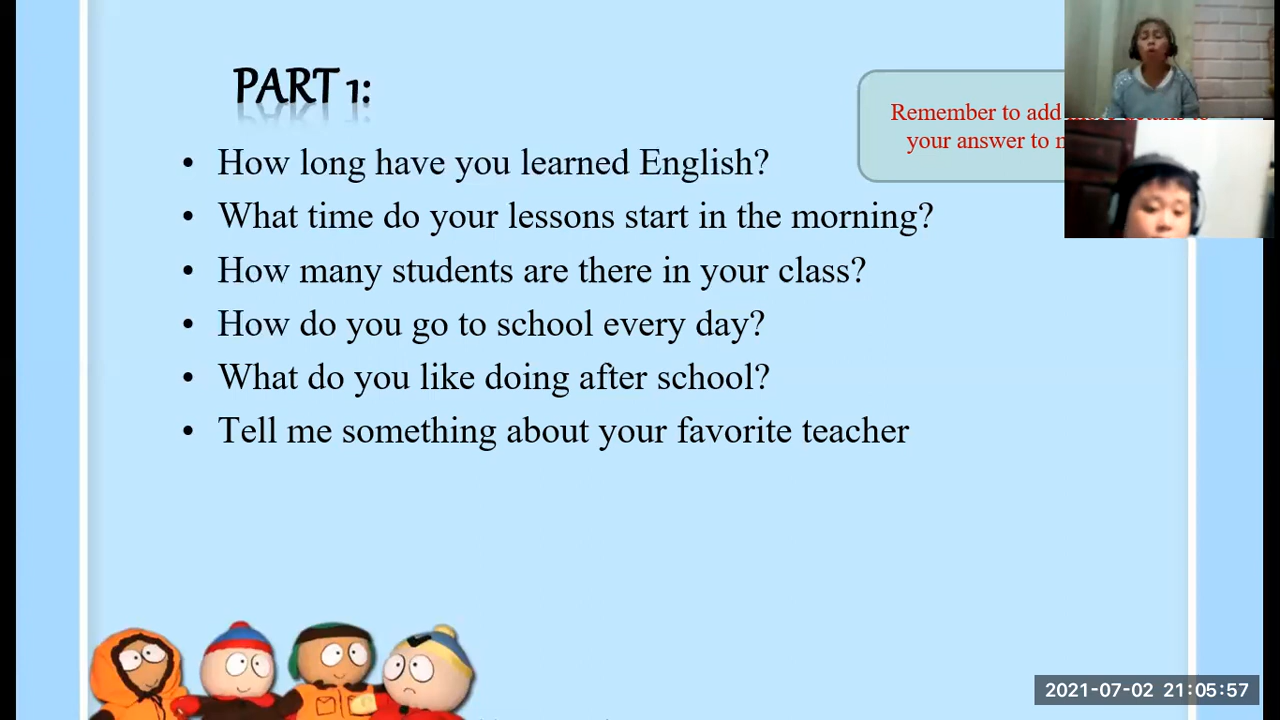 PART 1:
Remember to add
your answer to
• How long have you learned English?
• What time do your lessons start in the morning?
• How many students are there in your class?
• How do you go to school every day?
• What do you like doing after school?
• Tell me something about your favorite teacher
2021-07-02 21:05:57